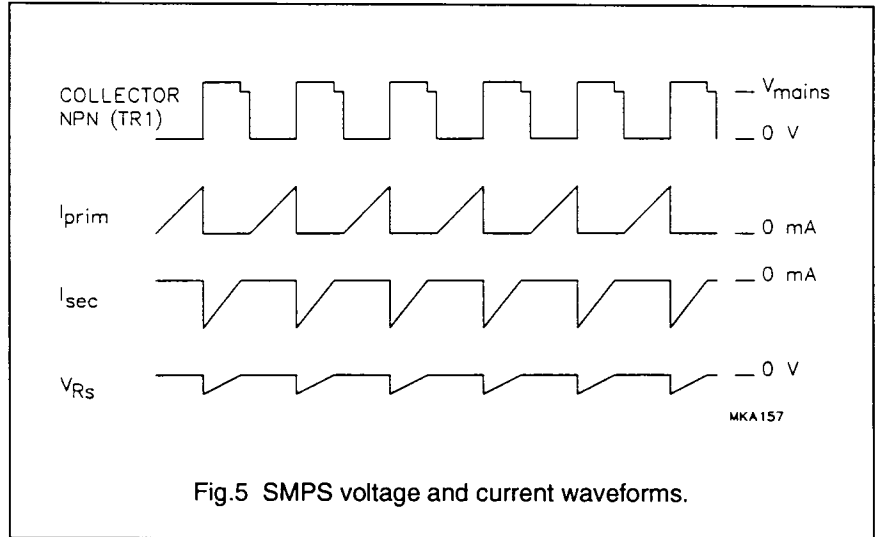 COLLECTOR
NPN (TR1)
Vmains
0 V
Iprim
0 mA
Isec
0 mA
VRs
0 V
MKA157
Fig.5 SMPS voltage and current waveforms.